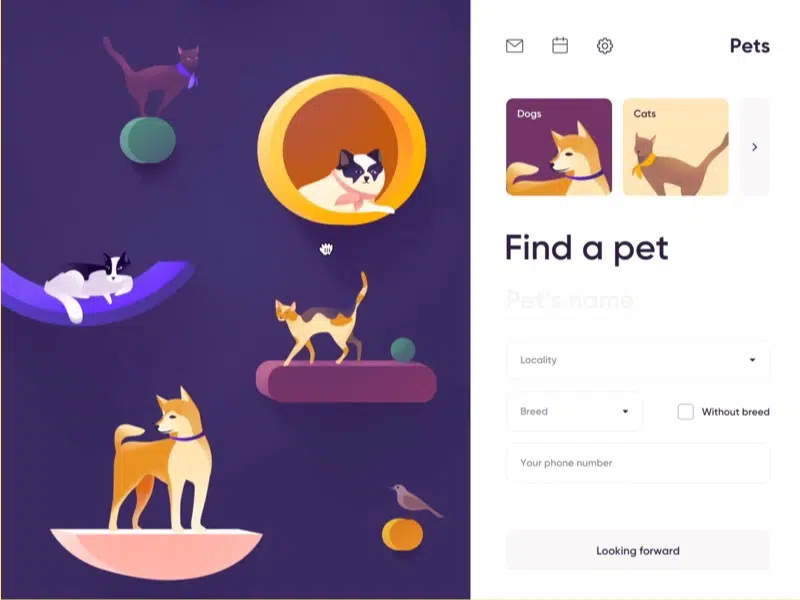 Pets
Dogs
Cats
Find a pet
Pet's name
Locality
Breed
Without breed
Your phone number
Looking forward